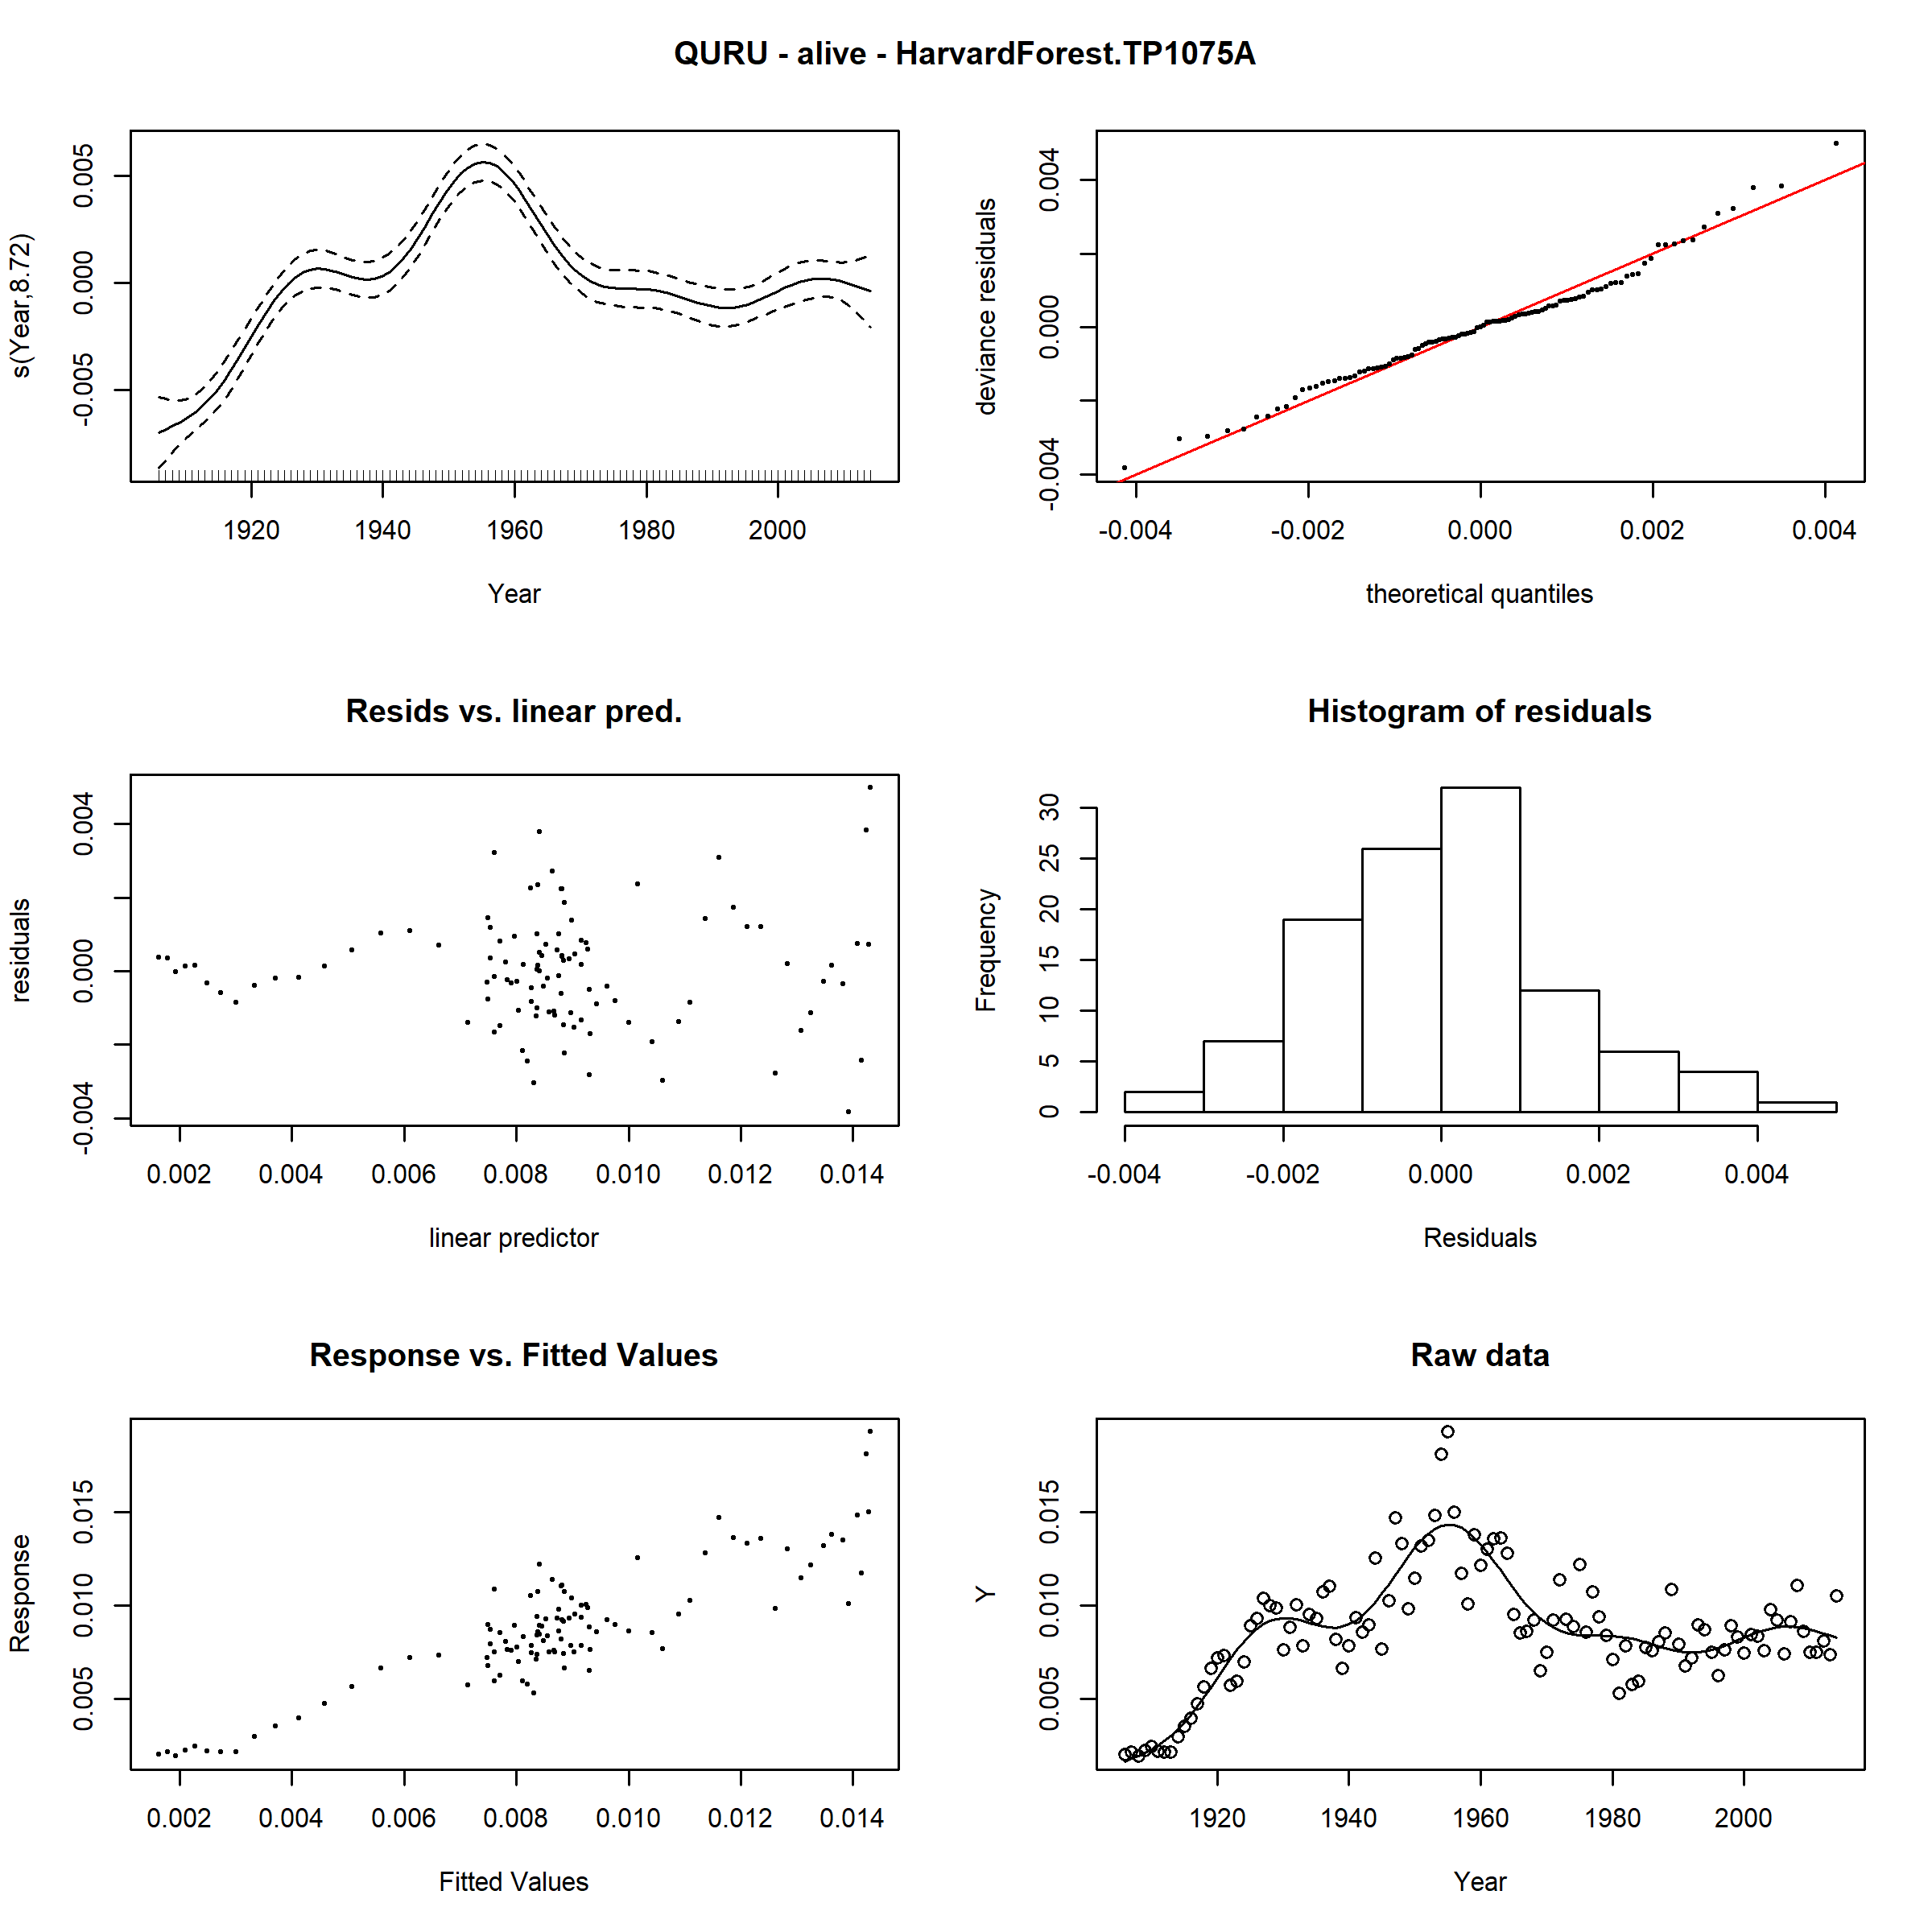 QURU - alive - HarvardForest.TP1075A
s(Year,8.72)
0.005
0.000
-0.005
1920 1940 1960 1980 2000
Year
deviance residuals
0.004
0.000
-0.004
-0.004 -0.002 0.000 0.002 0.004
theoretical quantiles
Resids vs. linear pred.
residuals
0.004
0.000
-0.004
0.002 0.004 0.006 0.008 0.010 0.012 0.014
linear predictor
Histogram of residuals
Frequency
30
25
20
15
10
5
0
-0.004 -0.002 0.000 0.002 0.004
Residuals
Response vs. Fitted Values
Response
0.015
0.010
0.005
0.002 0.004 0.006 0.008 0.010 0.012 0.014
Fitted Values
Raw data
Y
0.015
0.010
0.005
1920 1940 1960 1980 2000
Year